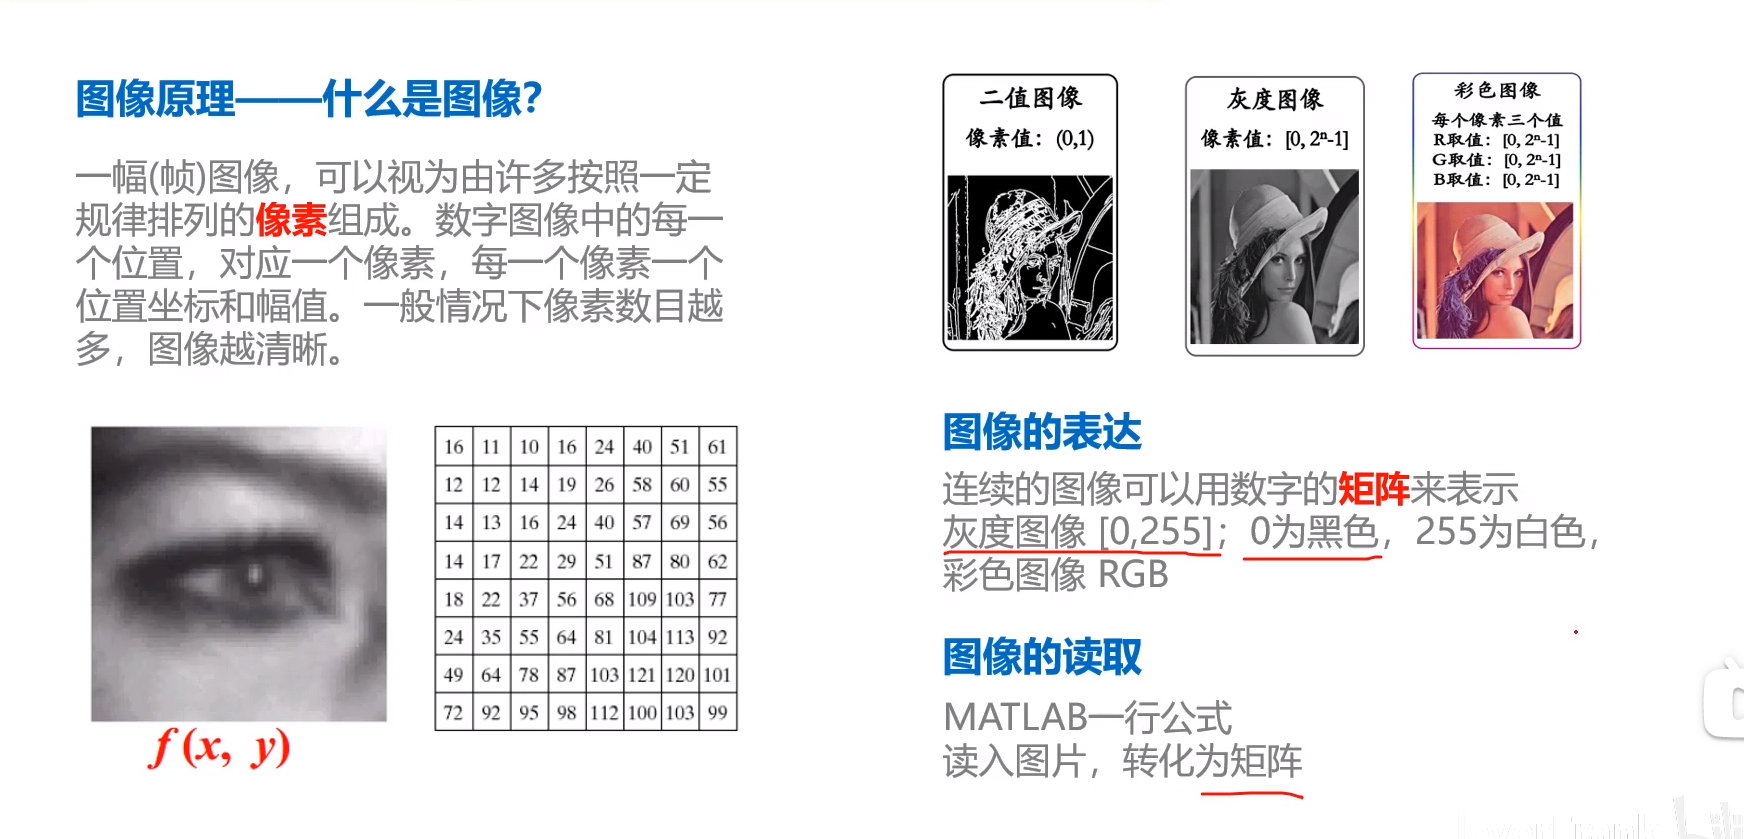 图像原理——什么是图像?
一幅(帧)图像，可以视为由许多按照一定
规律排列的像素组成。数字图像中的每一
个位置，对应一个像素，每一个像素一个
位置坐标和幅值。一般情况下像素数目越
多，图像越清晰。
16 11 10 16 24 40 51 61
12 12 14 19 26 58 60 55
14 13 16 24 40 57 69 56
14 17 22 29 51 87 80 62
18 22 37 56 68 109 103 77
24 35 55 64 81 104 113 92
49 64 78 87 103 121 120 101
72 92 95 98 112 100 103 99
f (x, y)
二值图像
像素值：(0,1)
灰度图像
像素值：[0, 2ⁿ-1]
彩色图像
每个像素三个值
R取值：[0, 2ⁿ-1]
G取值：[0, 2ⁿ-1]
B取值：[0, 2ⁿ-1]
图像的表达
连续的图像可以用数字的矩阵来表示
灰度图像 [0,255]；0为黑色，255为白色，
彩色图像 RGB
图像的读取
MATLAB一行公式
读入图片，转化为矩阵